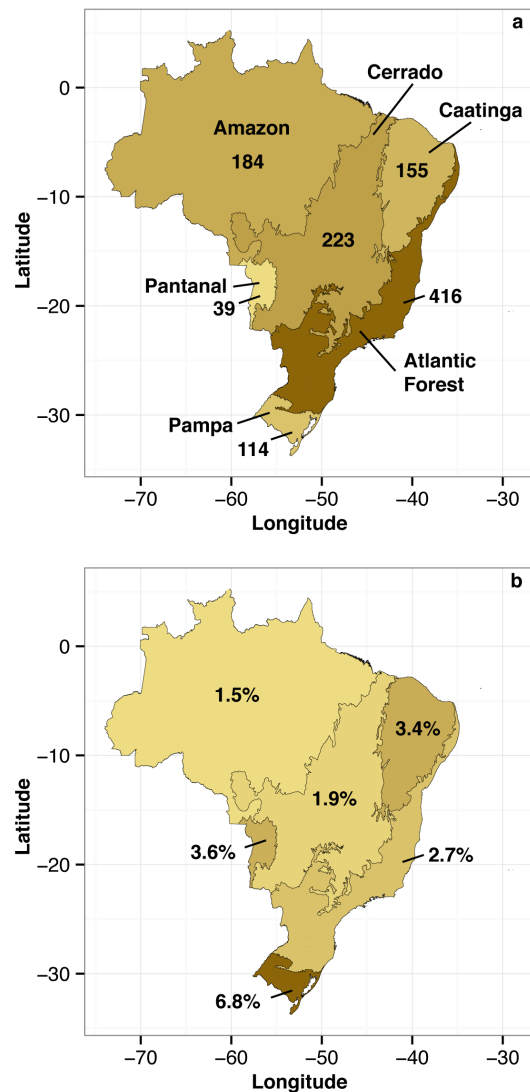 a
Cerrado
Caatinga
Amazon
184
155
223
Pantanal
39
416
Atlantic
Forest
Pampa
114
0
−10
−20
−30
Latitude
−70 −60 −50 −40 −30
Longitude
b
1.5%
3.4%
1.9%
3.6%
2.7%
6.8%
0
−10
−20
−30
Latitude
−70 −60 −50 −40 −30
Longitude